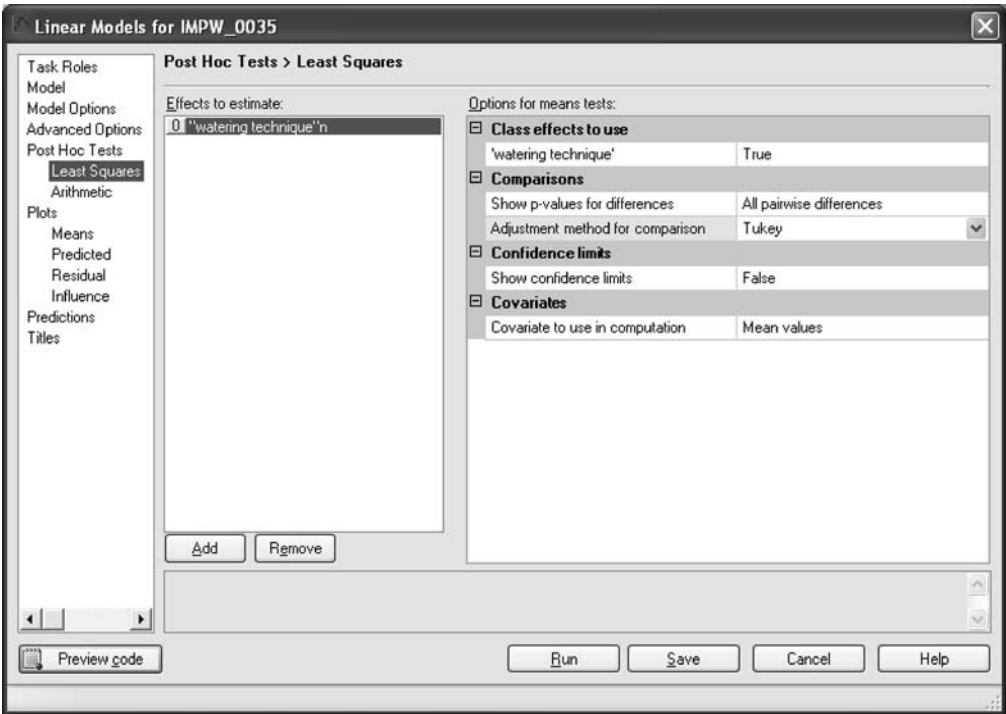 Linear Models for IMPW_0035
Task Roles
Model
Model Options
Advanced Options
Post Hoc Tests
Least Squares
Arithmetic
Plots
Means
Predicted
Residual
Influence
Predictions
Titles
Preview code
Post Hoc Tests > Least Squares
Effects to estimate:
0 "watering technique"n
Add Remove
Options for means tests:
Class effects to use
'watering technique' True
Comparisons
Show p-values for differences All pairwise differences
Adjustment method for comparison Tukey
Confidence limits
Show confidence limits False
Covariates
Covariate to use in computation Mean values
Run Save Cancel Help